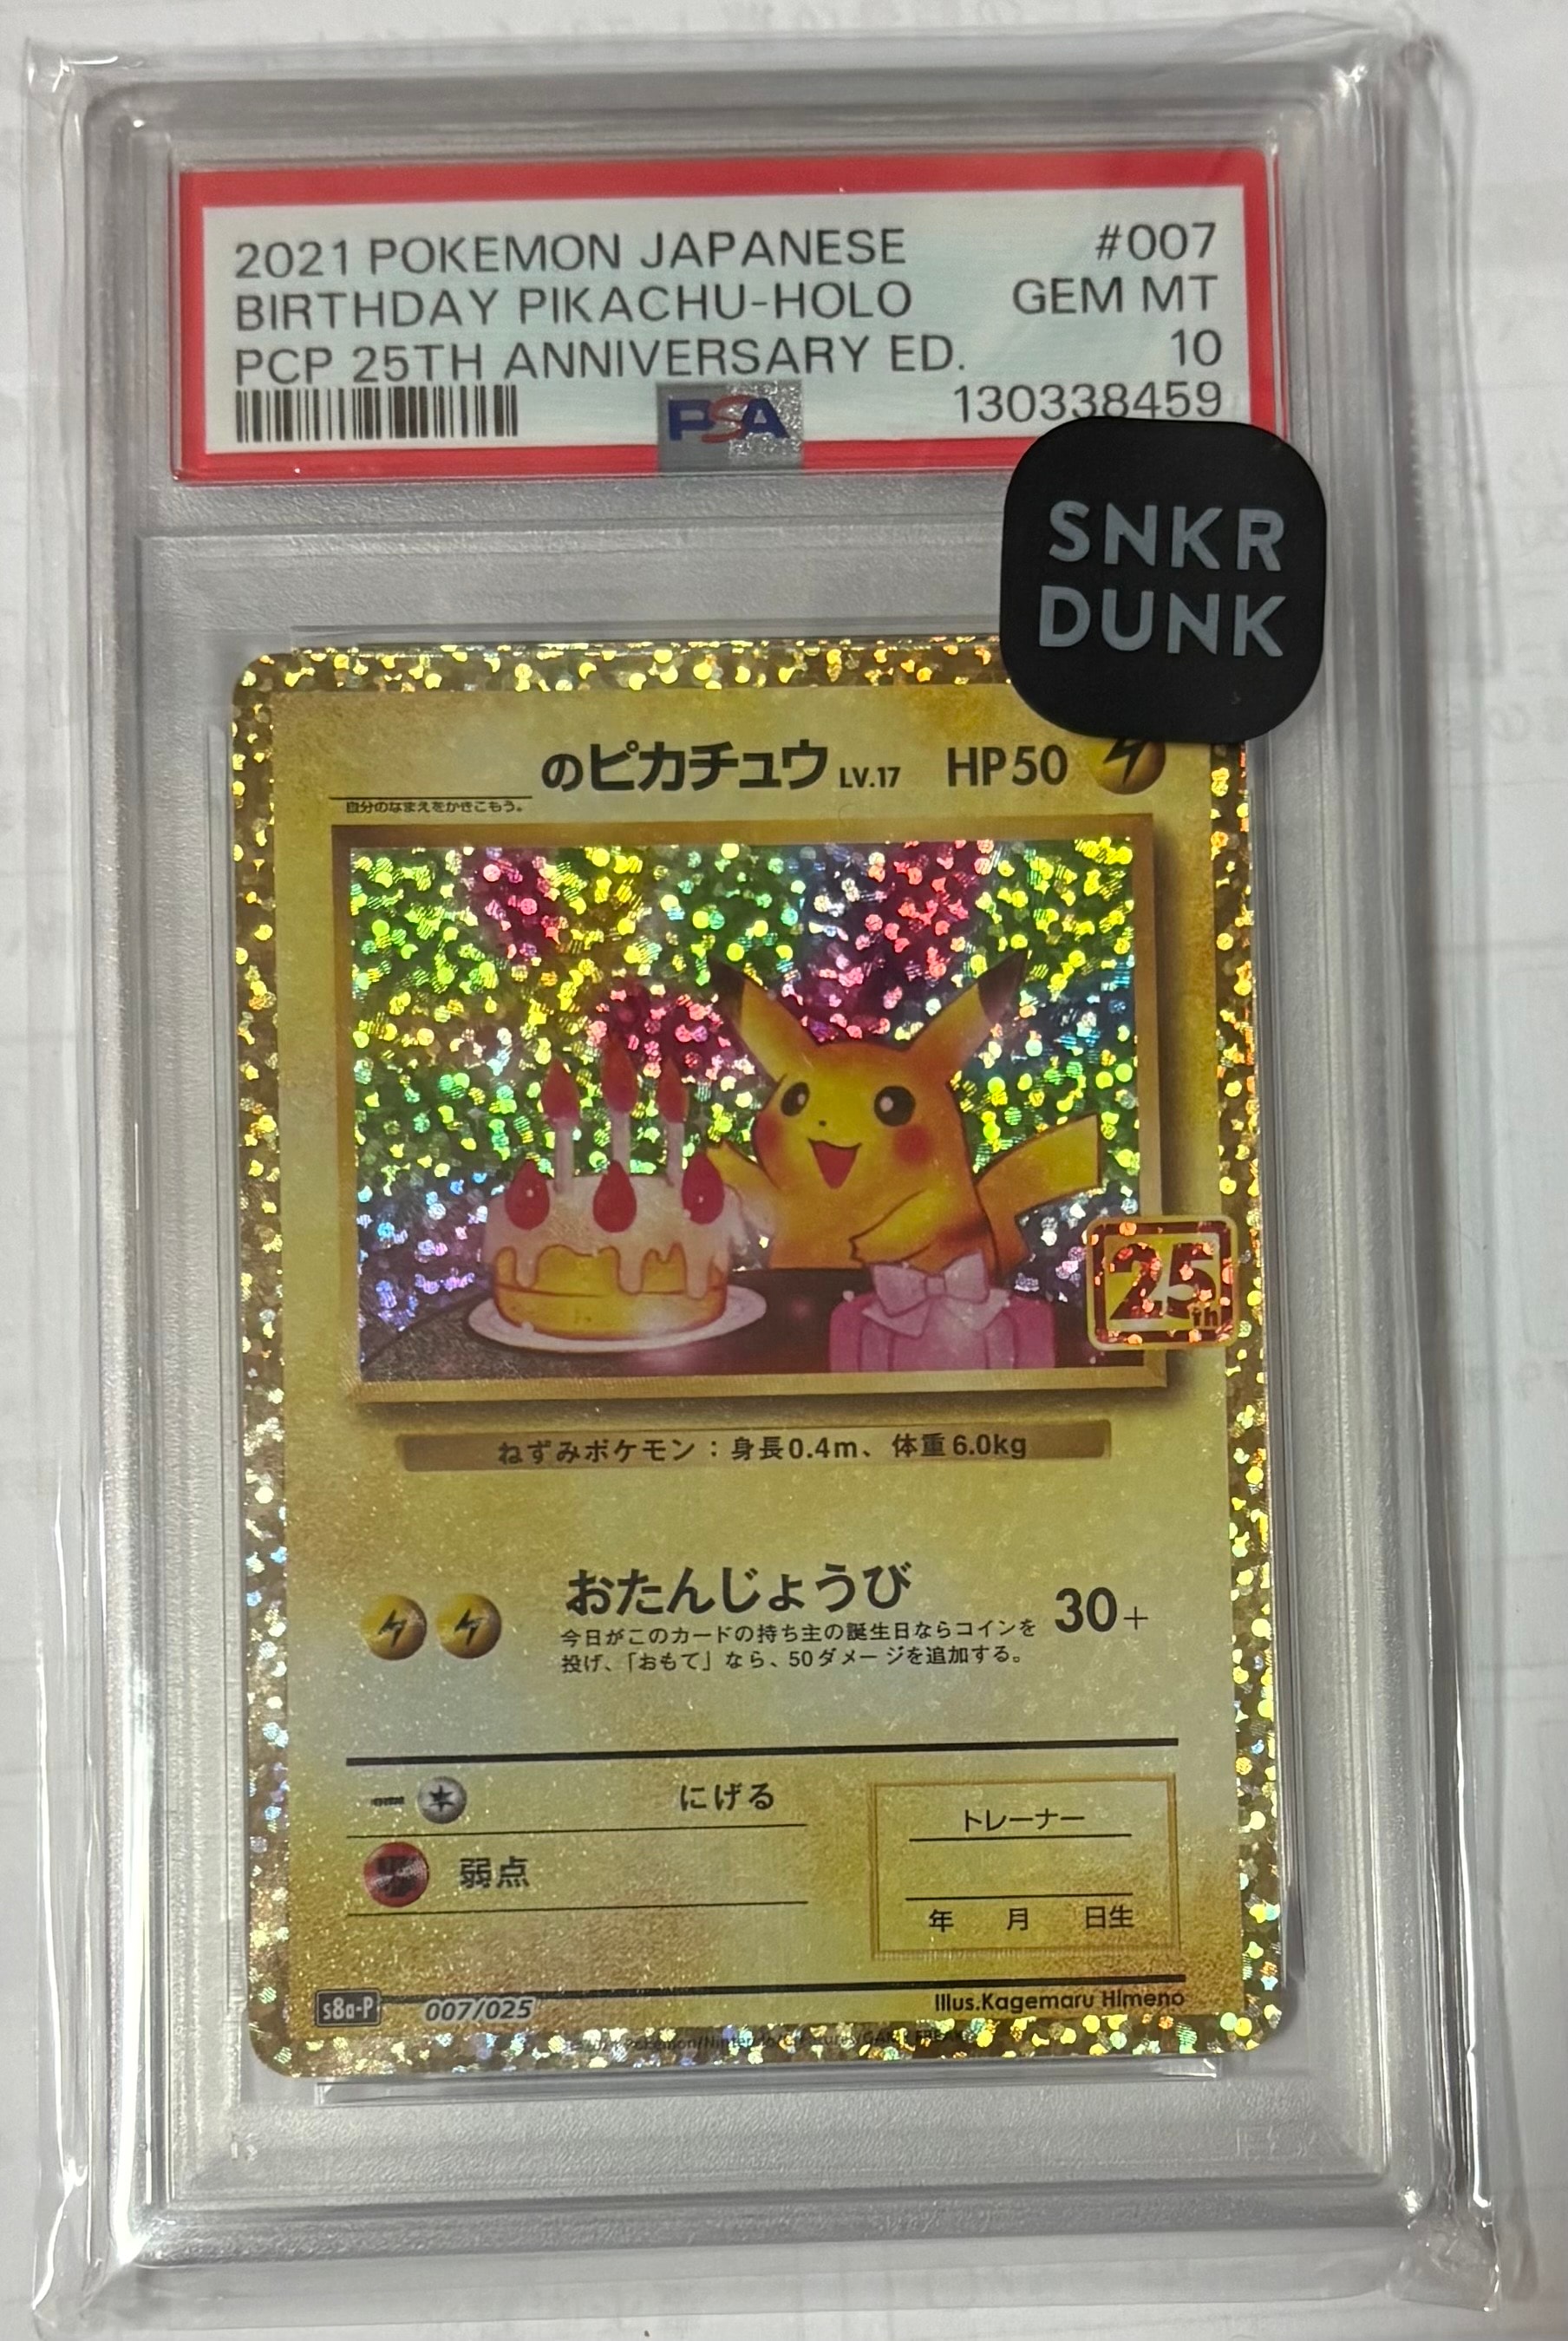 2021 POKEMON JAPANESE #007
BIRTHDAY PIKACHU-HOLO GEM MT
PCP 25TH ANNIVERSARY ED. 10
PSA 130338459
SNKR
DUNK
のピカチュウ LV.17 HP50
自分のなまえをかきこもう。
25th
ねずみポケモン：身長0.4m、体重6.0kg
おたんじょうび 30+
今日がこのカードの持ち主の誕生日ならコインを
投げ、「おもて」なら、50ダメージを追加する。
にげる
トレーナー
弱点
年 月 日生
s8a-P 007/025 Illus.Kagemaru Himeno
Pokémon/Nintendo/Creatures/GAME FREAK